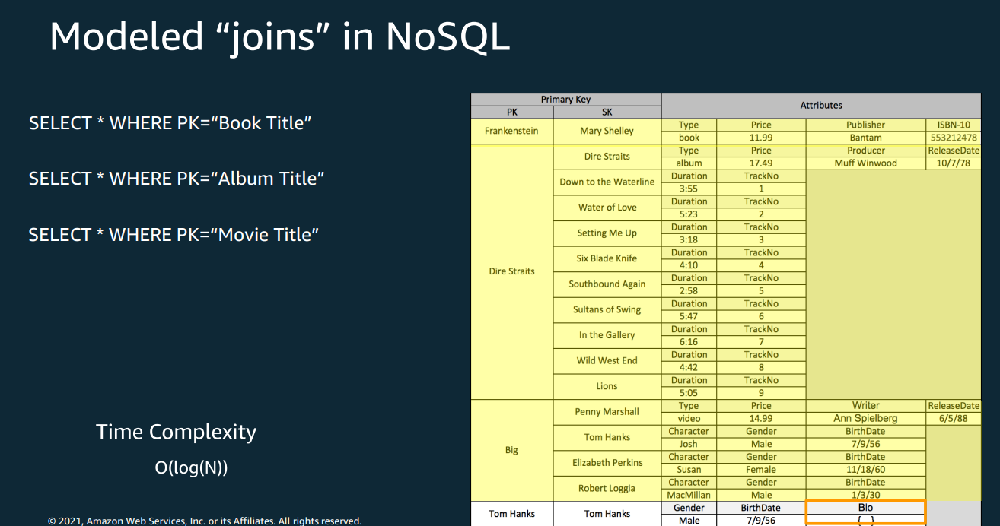 Modeled “joins” in NoSQL
SELECT * WHERE PK=“Book Title”
SELECT * WHERE PK=“Album Title”
SELECT * WHERE PK=“Movie Title”
Time Complexity
O(log(N))
Primary Key Attributes
PK SK
Frankenstein Mary Shelley Type Price Publisher ISBN-10
book 11.99 Bantam 553212478
Dire Straits Dire Straits Type Price Producer ReleaseDate
album 17.49 Muff Winwood 10/7/78
Down to the Waterline Duration TrackNo
3:55 1
Water of Love Duration TrackNo
5:23 2
Setting Me Up Duration TrackNo
3:18 3
Six Blade Knife Duration TrackNo
4:10 4
Southbound Again Duration TrackNo
2:58 5
Sultans of Swing Duration TrackNo
5:47 6
In the Gallery Duration TrackNo
6:16 7
Wild West End Duration TrackNo
4:42 8
Lions Duration TrackNo
5:05 9
Big Penny Marshall Type Price Writer ReleaseDate
video 14.99 Ann Spielberg 6/5/88
Tom Hanks Character Gender BirthDate
Josh Male 7/9/56
Elizabeth Perkins Character Gender BirthDate
Susan Female 11/18/60
Robert Loggia Character Gender BirthDate
MacMillan Male 1/3/30
Tom Hanks Tom Hanks Gender BirthDate Bio
Male 7/9/56 { }
© 2021, Amazon Web Services, Inc. or its Affiliates. All rights reserved.